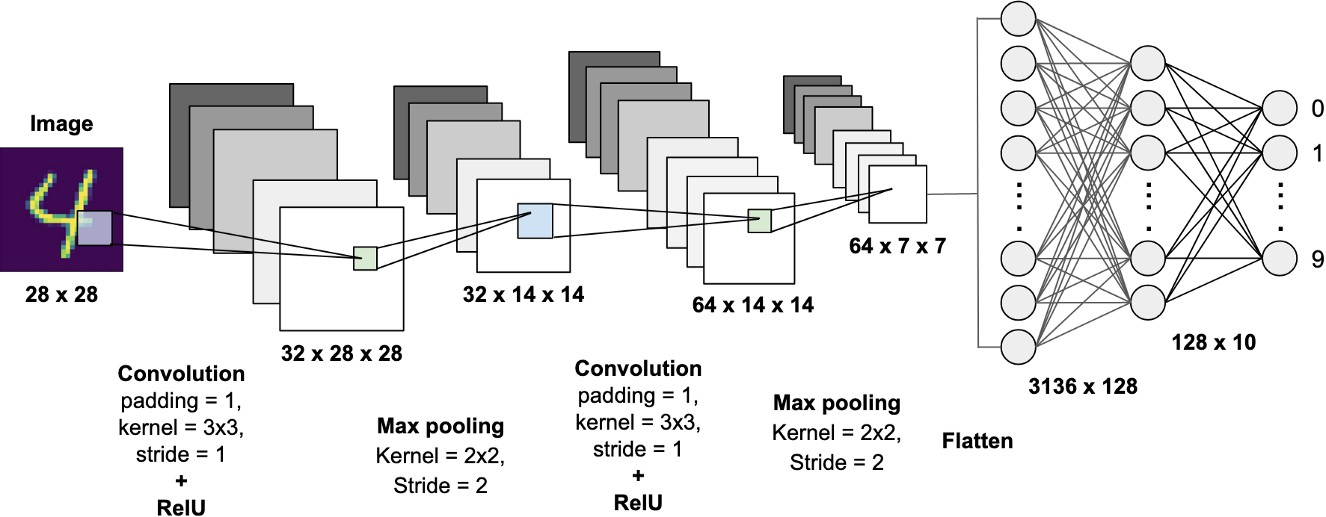 Image
28 x 28
32 x 28 x 28
32 x 14 x 14
64 x 14 x 14
64 x 7 x 7
0
1
9
128 x 10
3136 x 128
Convolution
padding = 1,
kernel = 3x3,
stride = 1
+
RelU
Max pooling
Kernel = 2x2,
Stride = 2
Convolution
padding = 1,
kernel = 3x3,
stride = 1
+
RelU
Max pooling
Kernel = 2x2,
Stride = 2
Flatten